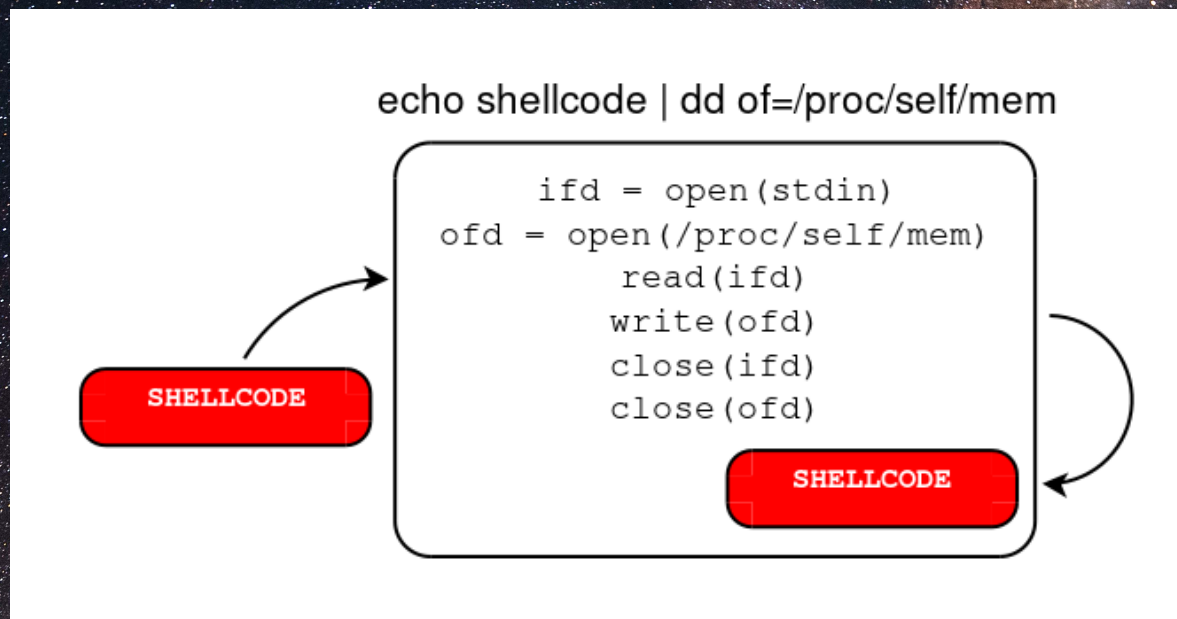 echo shellcode | dd of=/proc/self/mem
ifd = open(stdin)
ofd = open(/proc/self/mem)
read(ifd)
write(ofd)
close(ifd)
close(ofd)
SHELLCODE
SHELLCODE